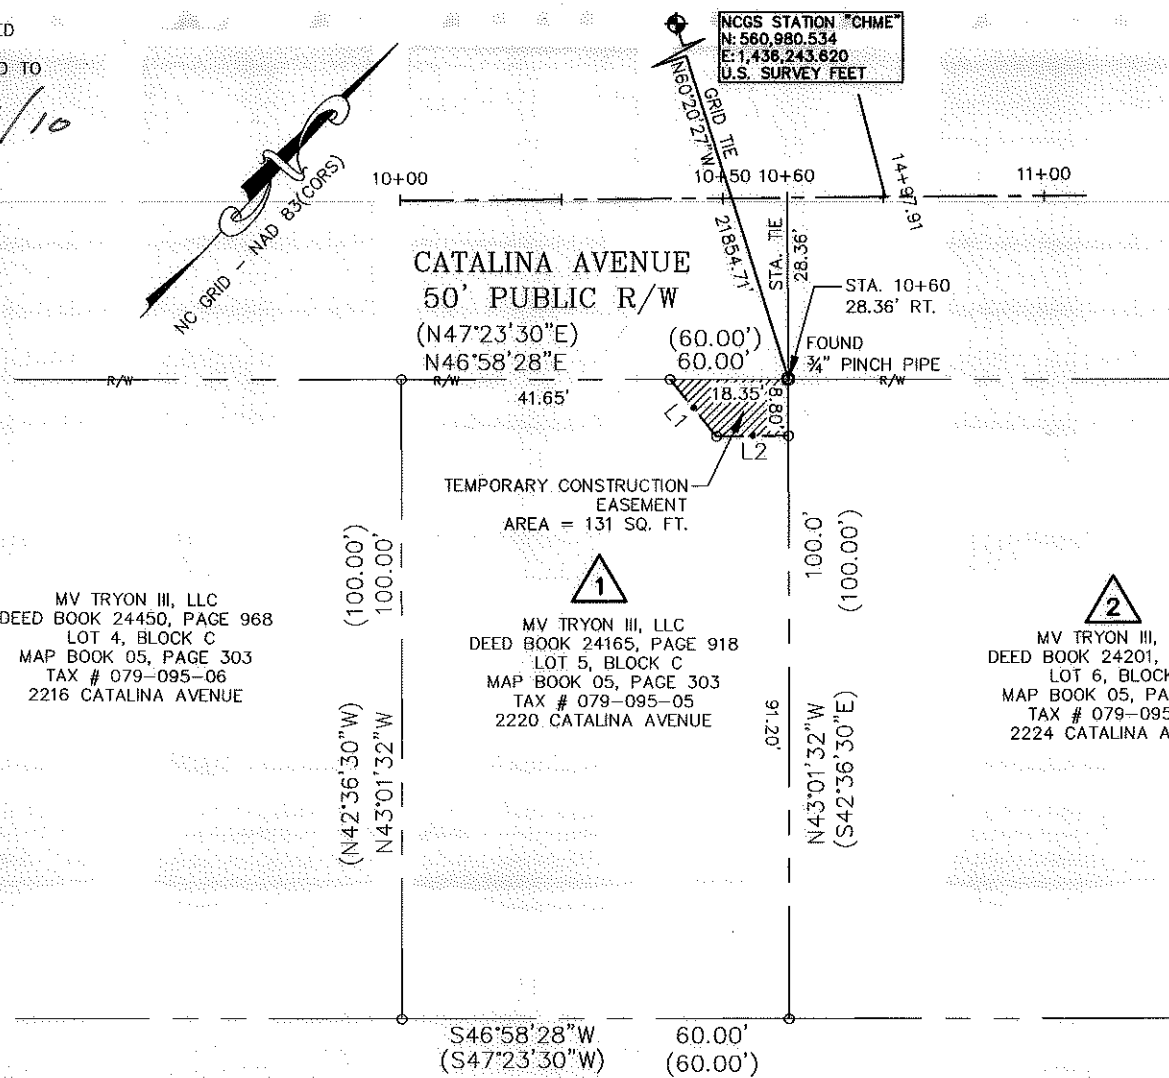 ED
D TO
/10
NCGS STATION "CHME"
N: 560,980.534
E: 1,436,243.620
U.S. SURVEY FEET
N60°20'27"W
GRID TIE
21854.71'
NC GRID - NAD 83(CORS)
10+00
10+50
10+60
14+97.91
11+00
STA. TIE
28.36'
CATALINA AVENUE
50' PUBLIC R/W
(N47°23'30"E)
N46°58'28"E
(60.00')
60.00'
STA. 10+60
28.36' RT.
FOUND
¾" PINCH PIPE
R/W
R/W
R/W
41.65'
18.35'
8.80'
L1
L2
TEMPORARY CONSTRUCTION
EASEMENT
AREA = 131 SQ. FT.
(100.00')
100.00'
100.0'
(100.00')
MV TRYON III, LLC
DEED BOOK 24450, PAGE 968
LOT 4, BLOCK C
MAP BOOK 05, PAGE 303
TAX # 079-095-06
2216 CATALINA AVENUE
1
MV TRYON III, LLC
DEED BOOK 24165, PAGE 918
LOT 5, BLOCK C
MAP BOOK 05, PAGE 303
TAX # 079-095-05
2220 CATALINA AVENUE
2
MV TRYON III,
DEED BOOK 24201,
LOT 6, BLOCK
MAP BOOK 05, PA
TAX # 079-095
2224 CATALINA A
(N42°36'30"W)
N43°01'32"W
91.20'
N43°01'32"W
(S42°36'30"E)
S46°58'28"W
(S47°23'30"W)
60.00'
(60.00')